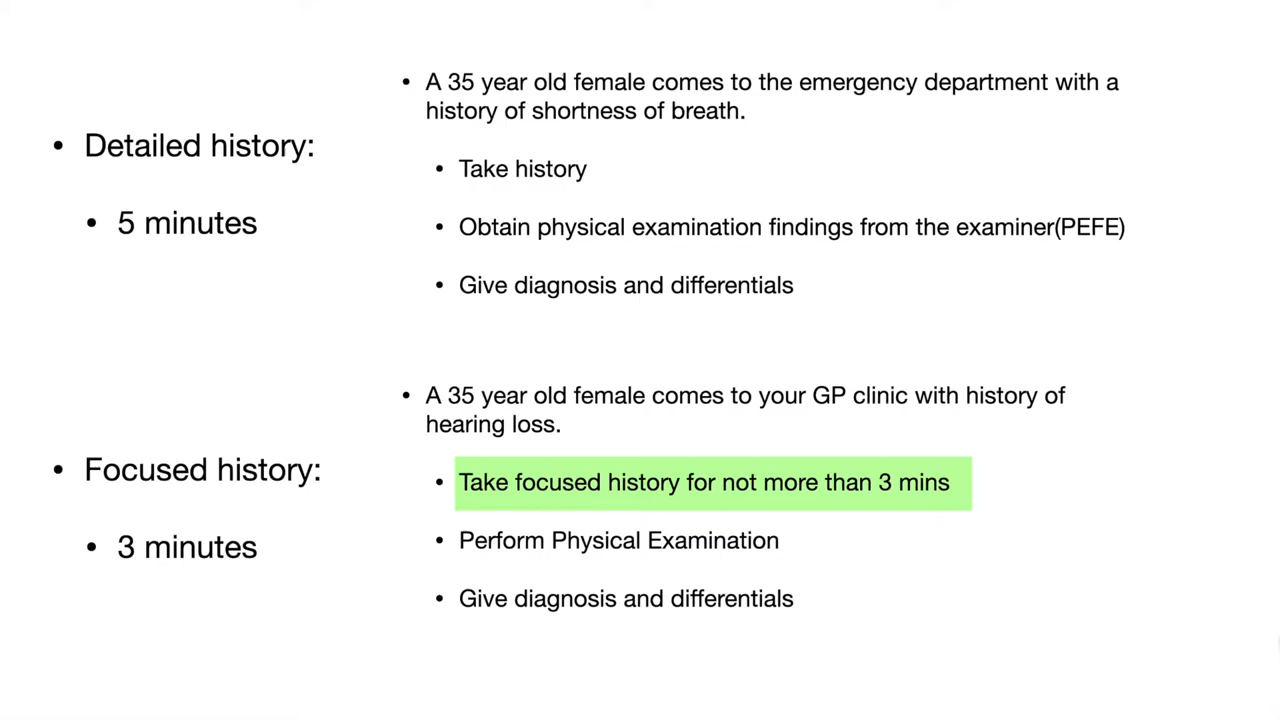 • Detailed history:
• 5 minutes
• A 35 year old female comes to the emergency department with a
history of shortness of breath.
• Take history
• Obtain physical examination findings from the examiner(PEFE)
• Give diagnosis and differentials
• Focused history:
• 3 minutes
• A 35 year old female comes to your GP clinic with history of
hearing loss.
• Take focused history for not more than 3 mins
• Perform Physical Examination
• Give diagnosis and differentials